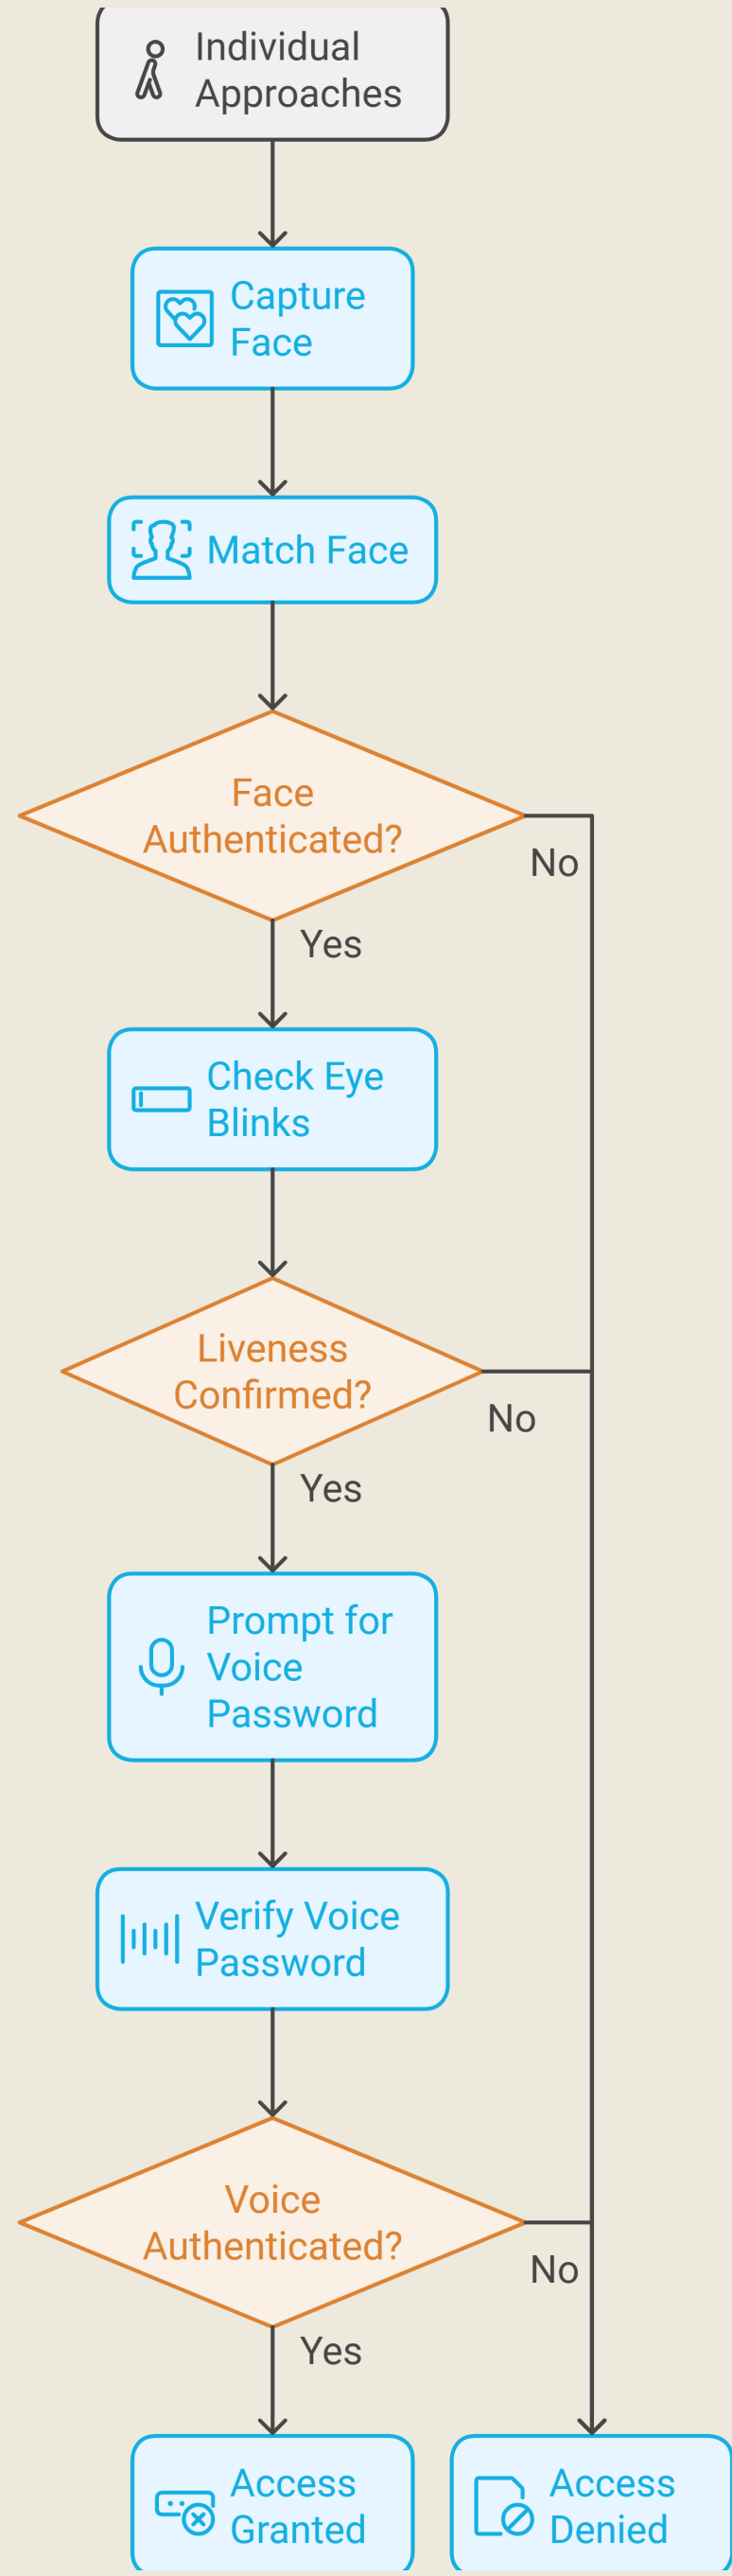 Individual
Approaches
Capture
Face
Match Face
Face
Authenticated?
No
Yes
Check Eye
Blinks
Liveness
Confirmed?
No
Yes
Prompt for
Voice
Password
Verify Voice
Password
Voice
Authenticated?
No
Yes
Access
Granted
Access
Denied